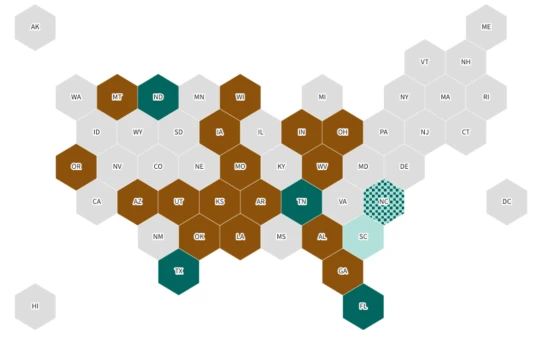 AK
ME
VT NH
WA MT ND MN WI MI NY MA RI
ID WY SD IA IL IN OH PA NJ CT
OR NV CO NE MO KY WV MD DE
CA AZ UT KS AR TN VA NC DC
NM OK LA MS AL SC
TX GA
HI FL